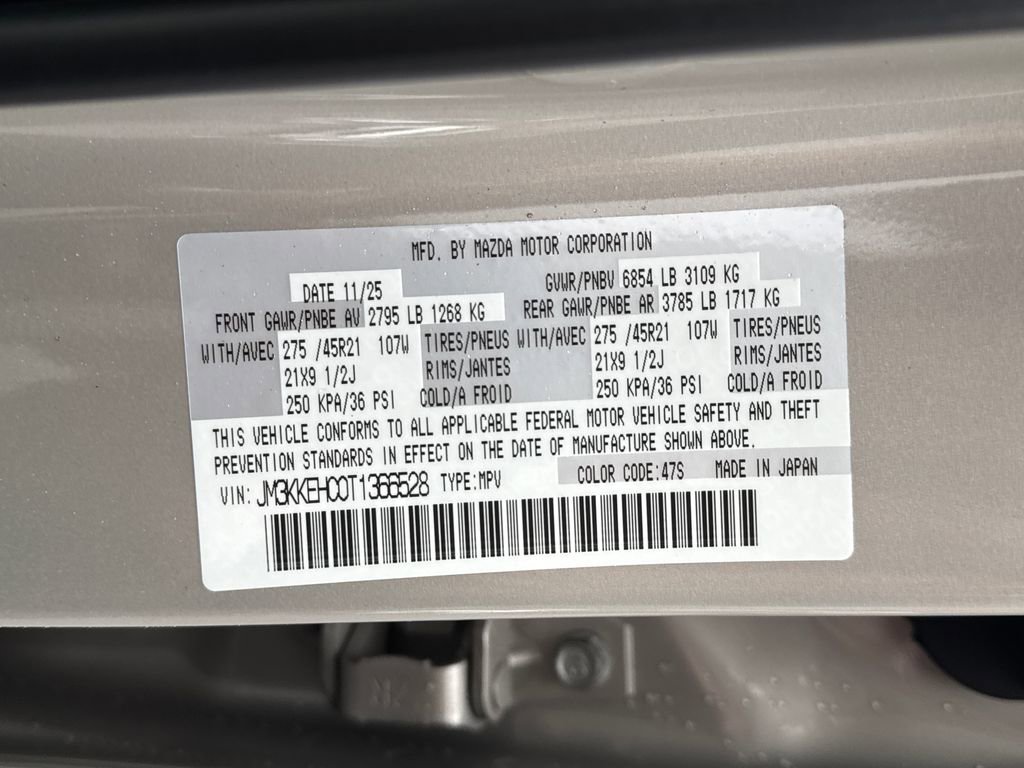 MFD. BY MAZDA MOTOR CORPORATION
DATE 11/25 GVWR/PNBV 6854 LB 3109 KG
FRONT GAWR/PNBE AV 2795 LB 1268 KG REAR GAWR/PNBE AR 3785 LB 1717 KG
WITH/AVEC 275 /45R21 107W TIRES/PNEUS WITH/AVEC 275 /45R21 107W TIRES/PNEUS
21X9 1/2J RIMS/JANTES 21X9 1/2J RIMS/JANTES
250 KPA/36 PSI COLD/A FROID 250 KPA/36 PSI COLD/A FROID
THIS VEHICLE CONFORMS TO ALL APPLICABLE FEDERAL MOTOR VEHICLE SAFETY AND THEFT
PREVENTION STANDARDS IN EFFECT ON THE DATE OF MANUFACTURE SHOWN ABOVE.
COLOR CODE:47S MADE IN JAPAN
VIN: JM3KKEHC0T1366528 TYPE:MPV